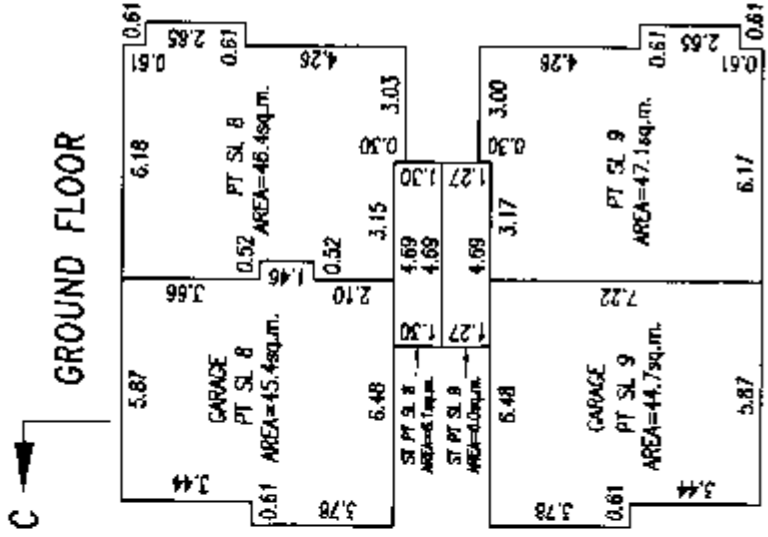 GROUND FLOOR
C
0.61
2.65
0.61
0.61
4.26
6.18
PT SL 8
AREA=46.4sq.m.
3.03
0.30
3.15
0.52
1.46
0.52
3.66
2.10
5.87
GARAGE
PT SL 8
AREA=45.4sq.m.
6.48
3.44
0.61
3.78
1.30
4.69
4.69
1.30
1.27
4.69
1.27
ST PT SL 8
AREA=6.1sq.m.
ST PT SL 9
3.00
0.30
4.26
0.61
2.65
0.61
0.61
PT SL 9
AREA=47.1sq.m.
3.17
6.17
7.22
6.48
GARAGE
PT SL 9
AREA=44.7sq.m.
5.87
3.78
0.61
3.44